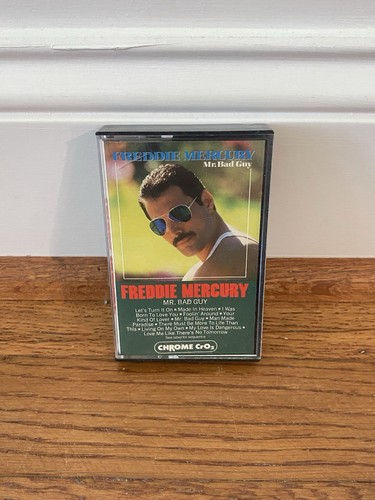 FREDDIE MERCURY
Mr. Bad Guy
FREDDIE MERCURY
MR. BAD GUY
Let's Turn It On • Made In Heaven • I Was
Born To Love You • Foolin' Around • Your
Kind Of Lover • Mr. Bad Guy • Man Made
Paradise • There Must Be More To Life Than
This • Living On My Own • My Love Is Dangerous •
Love Me Like There's No Tomorrow
CHROME CrO₂